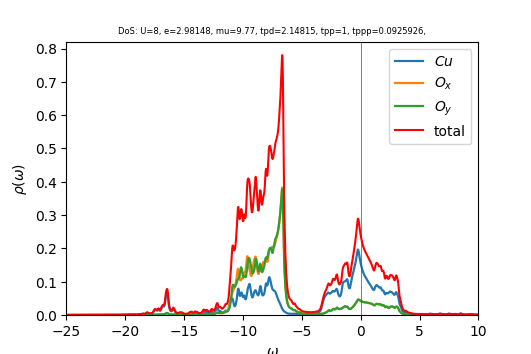 DoS: U=8, e=2.98148, mu=9.77, tpd=2.14815, tpp=1, tppp=0.0925926,
ρ(ω)
0.8
0.7
0.6
0.5
0.4
0.3
0.2
0.1
0.0
Cu
Oₓ
O_y
total
−25 −20 −15 −10 −5 0 5 10
ω